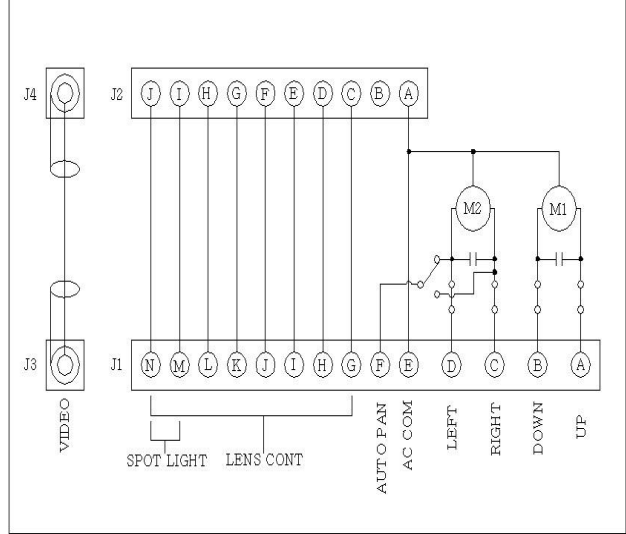 J4 J2 J I H G F E D C B A
M2 M1
J3 J1 N M L K J I H G F E D C B A
VIDEO
SPOT LIGHT
LENS CONT
AUTO PAN
AC COM
LEFT
RIGHT
DOWN
UP